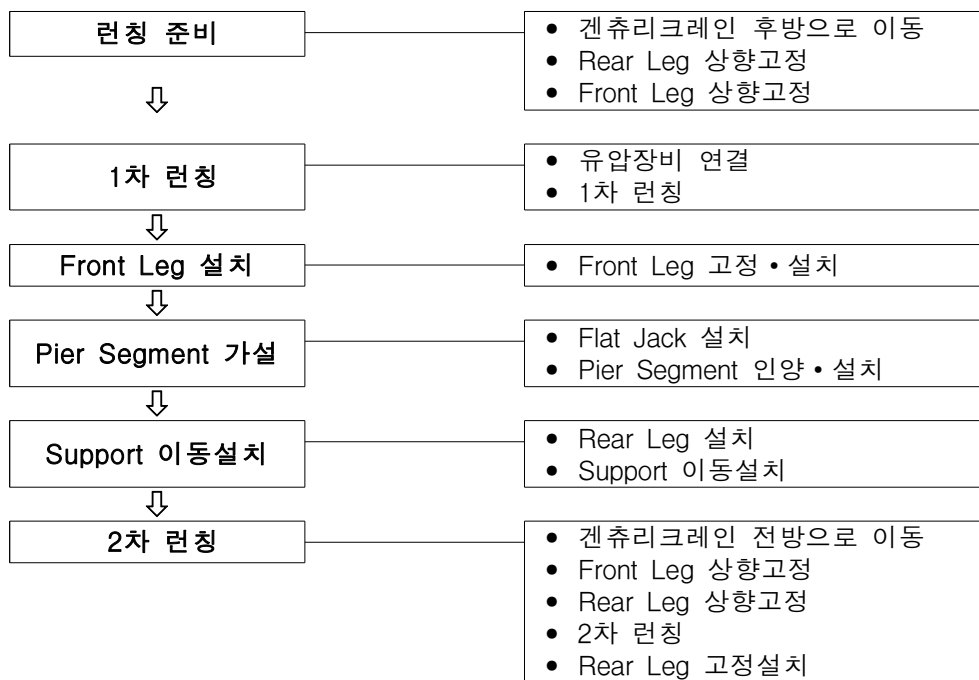 런칭 준비
• 겐츄리크레인 후방으로 이동
• Rear Leg 상향고정
• Front Leg 상향고정
1차 런칭
• 유압장비 연결
• 1차 런칭
Front Leg 설치
• Front Leg 고정•설치
Pier Segment 가설
• Flat Jack 설치
• Pier Segment 인양•설치
Support 이동설치
• Rear Leg 설치
• Support 이동설치
2차 런칭
• 겐츄리크레인 전방으로 이동
• Front Leg 상향고정
• Rear Leg 상향고정
• 2차 런칭
• Rear Leg 고정설치